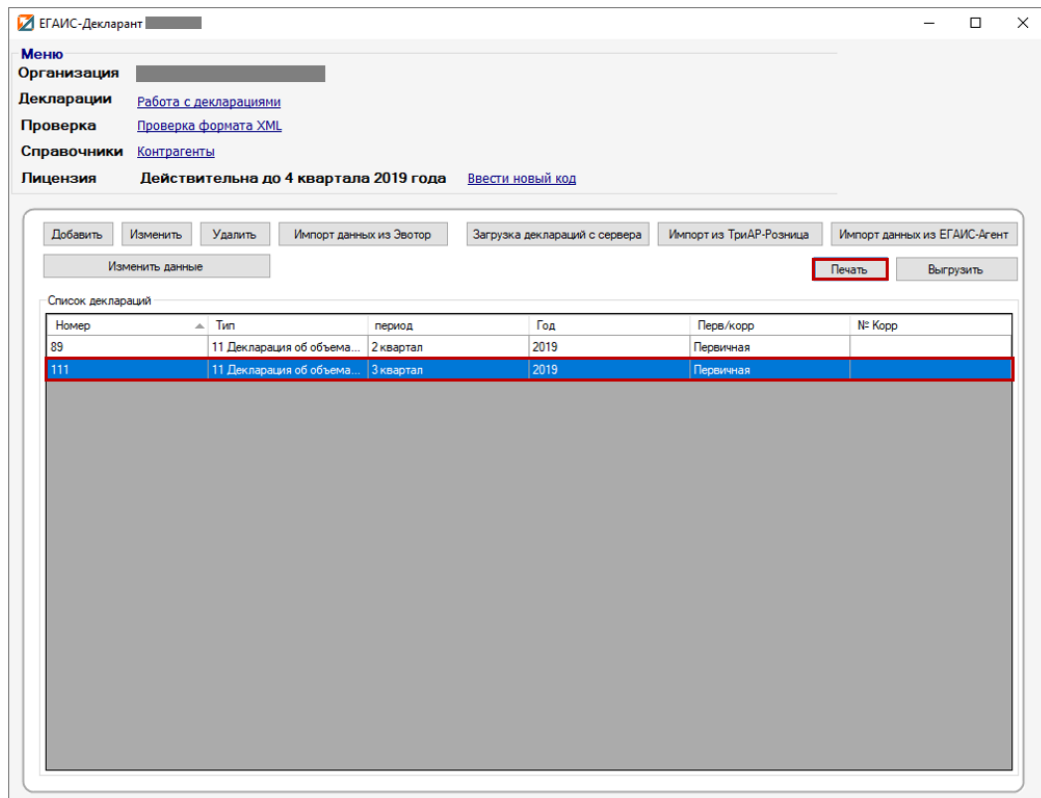 ЕГАИС-Декларант
Меню
Организация
Декларации Работа с декларациями
Проверка Проверка формата XML
Справочники Контрагенты
Лицензия Действительна до 4 квартала 2019 года Ввести новый код
Добавить Изменить Удалить Импорт данных из Эвотор Загрузка деклараций с сервера Импорт из ТриАР-Розница Импорт данных из ЕГАИС-Агент
Изменить данные Печать Выгрузить
Список деклараций
Номер Тип период Год Перв/корр № Корр
89 11 Декларация об объема... 2 квартал 2019 Первичная
111 11 Декларация об объема... 3 квартал 2019 Первичная